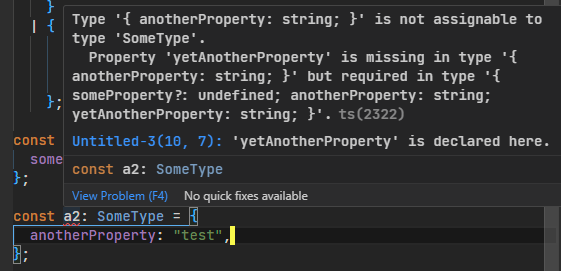 }
| {
};
Type '{ anotherProperty: string; }' is not assignable to
type 'SomeType'.
Property 'yetAnotherProperty' is missing in type '{
anotherProperty: string; }' but required in type '{
someProperty?: undefined; anotherProperty: string;
yetAnotherProperty: string; }'. ts(2322)
Untitled-3(10, 7): 'yetAnotherProperty' is declared here.
const a2: SomeType
View Problem (F4) No quick fixes available
const
some
};
const a2: SomeType = {
anotherProperty: "test",
};